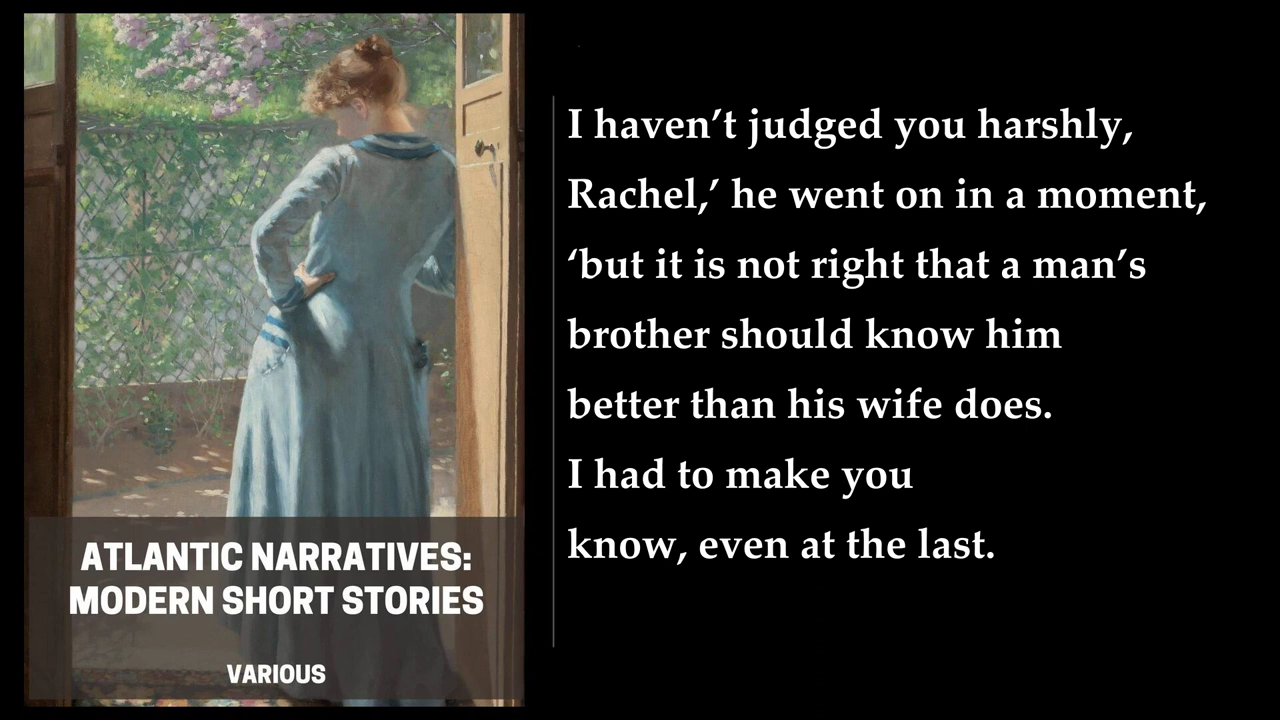 ATLANTIC NARRATIVES:
MODERN SHORT STORIES
VARIOUS
I haven’t judged you harshly,
Rachel,’ he went on in a moment,
‘but it is not right that a man’s
brother should know him
better than his wife does.
I had to make you
know, even at the last.